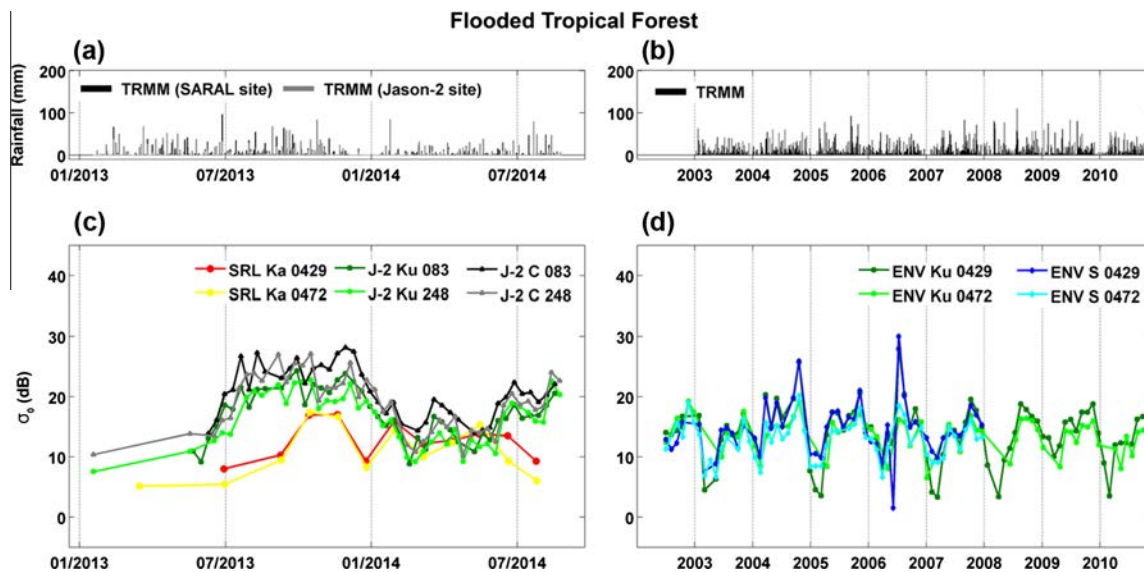 Flooded Tropical Forest
(a)
(b)
Rainfall (mm)
200
100
0
TRMM (SARAL site) TRMM (Jason-2 site)
01/2013 07/2013 01/2014 07/2014
200
100
0
TRMM
2003 2004 2005 2006 2007 2008 2009 2010
(c)
(d)
σ0 (dB)
40
30
20
10
0
SRL Ka 0429 J-2 Ku 083 J-2 C 083
SRL Ka 0472 J-2 Ku 248 J-2 C 248
01/2013 07/2013 01/2014 07/2014
40
30
20
10
0
ENV Ku 0429 ENV S 0429
ENV Ku 0472 ENV S 0472
2003 2004 2005 2006 2007 2008 2009 2010